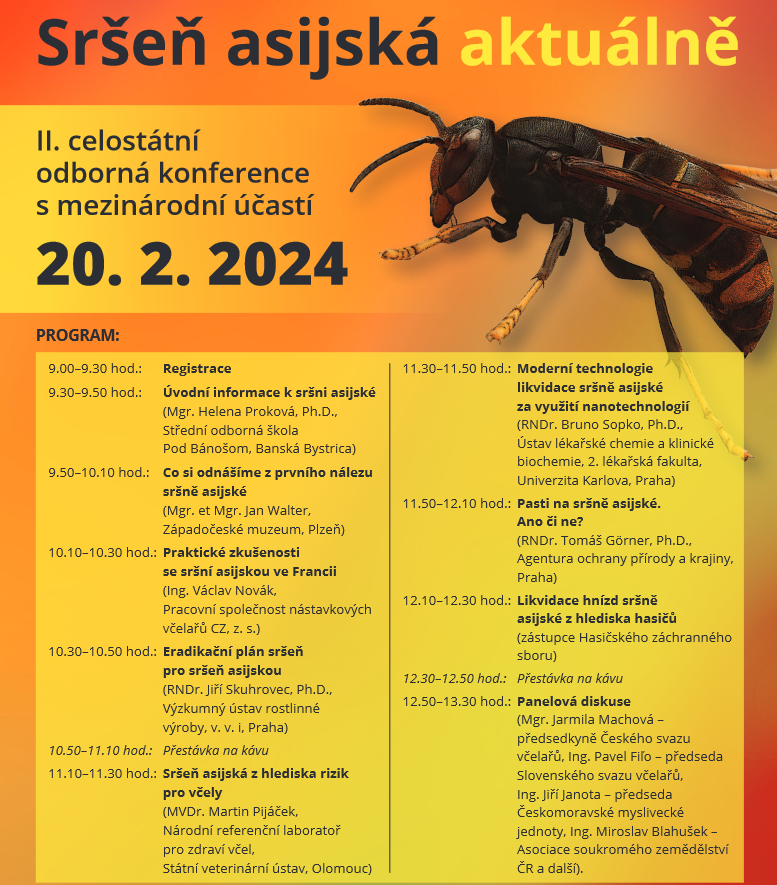 Sršeň asijská aktuálně
II. celostátní
odborná konference
s mezinárodní účastí
20. 2. 2024
PROGRAM:
9.00–9.30 hod.: Registrace
9.30–9.50 hod.: Úvodní informace k sršni asijské
(Mgr. Helena Proková, Ph.D.,
Střední odborná škola
Pod Bánošom, Banská Bystrica)
9.50–10.10 hod.: Co si odnášíme z prvního nálezu
sršně asijské
(Mgr. et Mgr. Jan Walter,
Západočeské muzeum, Plzeň)
10.10–10.30 hod.: Praktické zkušenosti
se sršní asijskou ve Francii
(Ing. Václav Novák,
Pracovní společnost nástavkových
včelařů CZ, z. s.)
10.30–10.50 hod.: Eradikační plán sršeň
pro sršeň asijskou
(RNDr. Jiří Skuhrovec, Ph.D.,
Výzkumný ústav rostlinné
výroby, v. v. i, Praha)
10.50–11.10 hod.: Přestávka na kávu
11.10–11.30 hod.: Sršeň asijská z hlediska rizik
pro včely
(MVDr. Martin Pijáček,
Národní referenční laboratoř
pro zdraví včel,
Státní veterinární ústav, Olomouc)
11.30–11.50 hod.: Moderní technologie
likvidace sršně asijské
za využití nanotechnologií
(RNDr. Bruno Sopko, Ph.D.,
Ústav lékařské chemie a klinické
biochemie, 2. lékařská fakulta,
Univerzita Karlova, Praha)
11.50–12.10 hod.: Pasti na sršně asijské.
Ano či ne?
(RNDr. Tomáš Görner, Ph.D.,
Agentura ochrany přírody a krajiny,
Praha)
12.10–12.30 hod.: Likvidace hnízd sršně
asijské z hlediska hasičů
(zástupce Hasičského záchranného
sboru)
12.30–12.50 hod.: Přestávka na kávu
12.50–13.30 hod.: Panelová diskuse
(Mgr. Jarmila Machová –
předsedkyně Českého svazu
včelařů, Ing. Pavel Fiľo – předseda
Slovenského svazu včelařů,
Ing. Jiří Janota – předseda
Českomoravské myslivecké
jednoty, Ing. Miroslav Blahušek –
Asociace soukromého zemědělství
ČR a další).